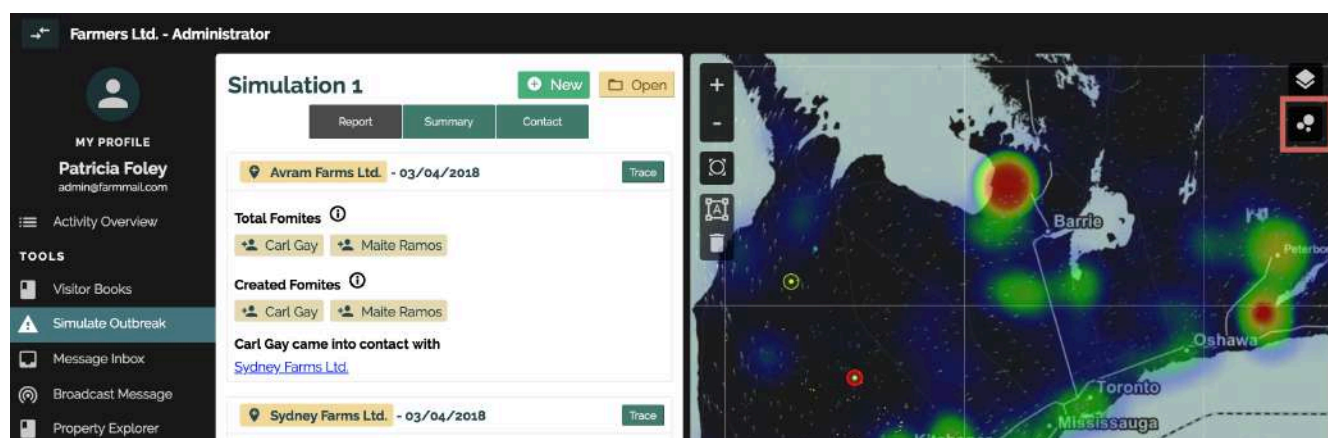 Farmers Ltd. - Administrator
MY PROFILE
Patricia Foley
admin@farmmail.com
Activity Overview
TOOLS
Visitor Books
Simulate Outbreak
Message Inbox
Broadcast Message
Property Explorer
Simulation 1
New
Open
Report
Summary
Contact
Avram Farms Ltd. - 03/04/2018
Trace
Total Fomites
Carl Gay
Maite Ramos
Created Fomites
Carl Gay
Maite Ramos
Carl Gay came into contact with
Sydney Farms Ltd.
Sydney Farms Ltd. - 03/04/2018
Trace
+
-
A
Barrie
Peterbor
Oshawa
Toronto
Mississauga